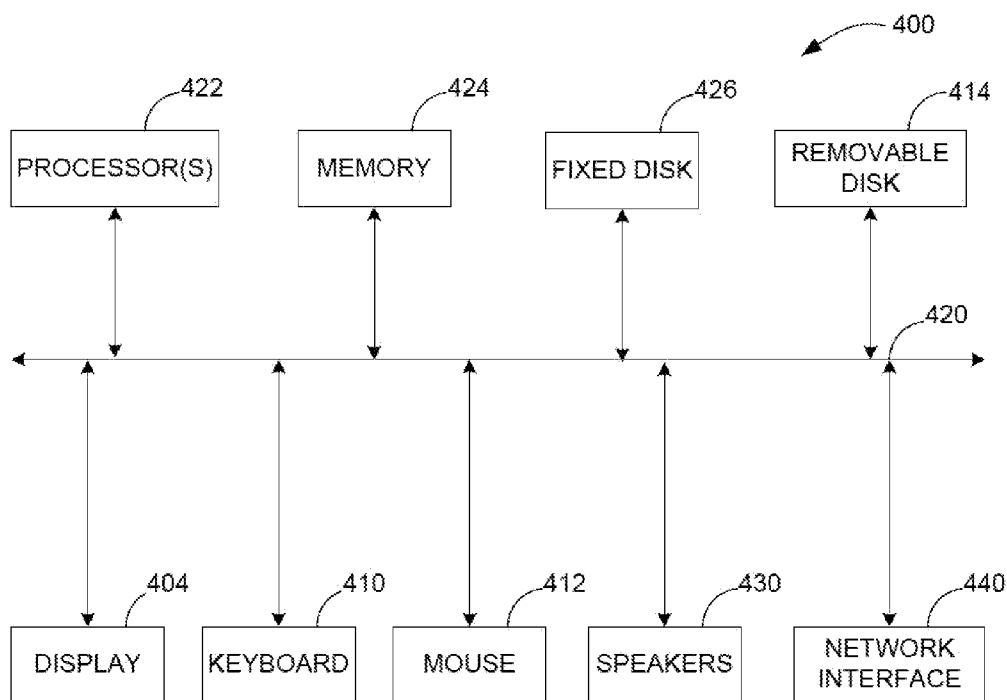 400
422
424
426
414
PROCESSOR(S)
MEMORY
FIXED DISK
REMOVABLE
DISK
420
404
410
412
430
440
DISPLAY
KEYBOARD
MOUSE
SPEAKERS
NETWORK
INTERFACE